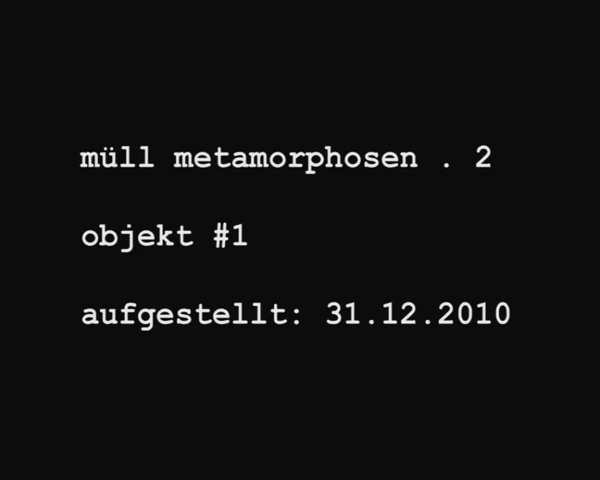 müll metamorphosen . 2
objekt #1
aufgestellt: 31.12.2010